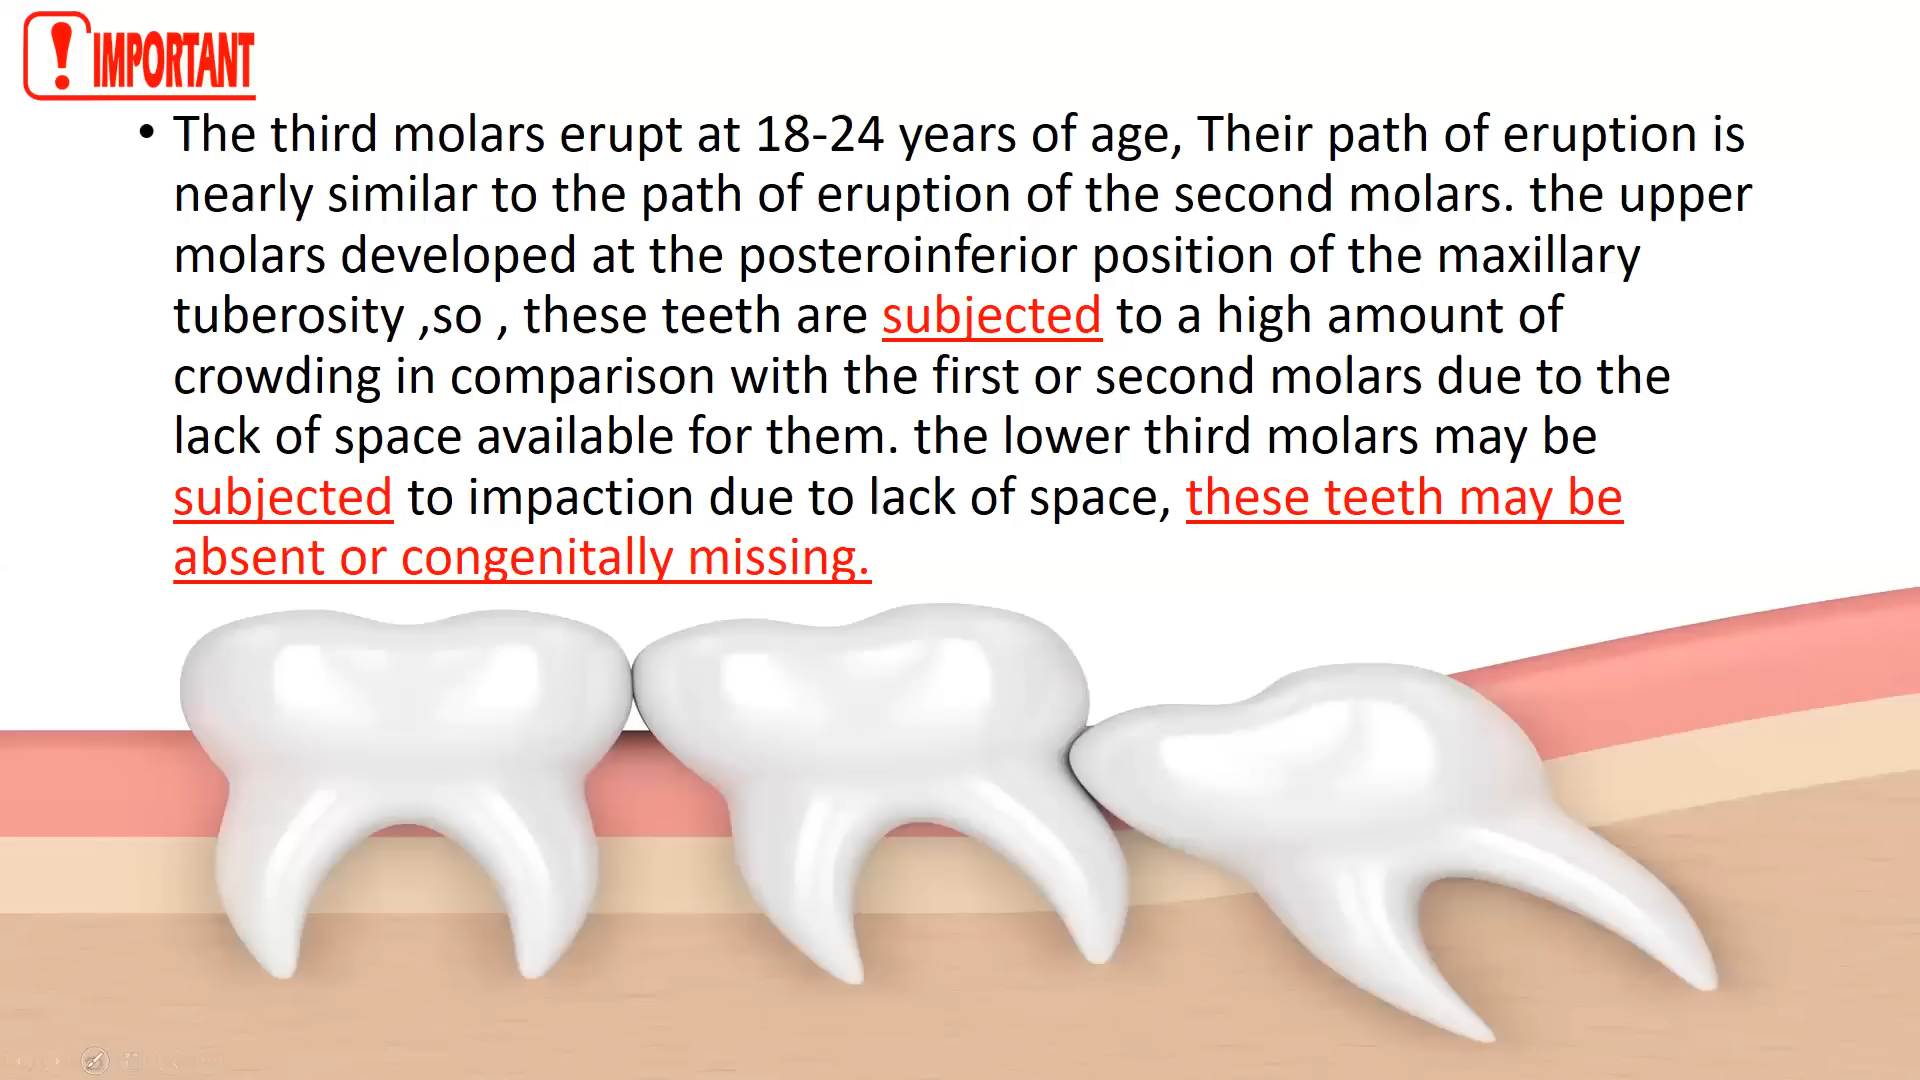 IMPORTANT
• The third molars erupt at 18-24 years of age, Their path of eruption is
nearly similar to the path of eruption of the second molars. the upper
molars developed at the posteroinferior position of the maxillary
tuberosity ,so , these teeth are subjected to a high amount of
crowding in comparison with the first or second molars due to the
lack of space available for them. the lower third molars may be
subjected to impaction due to lack of space, these teeth may be
absent or congenitally missing.